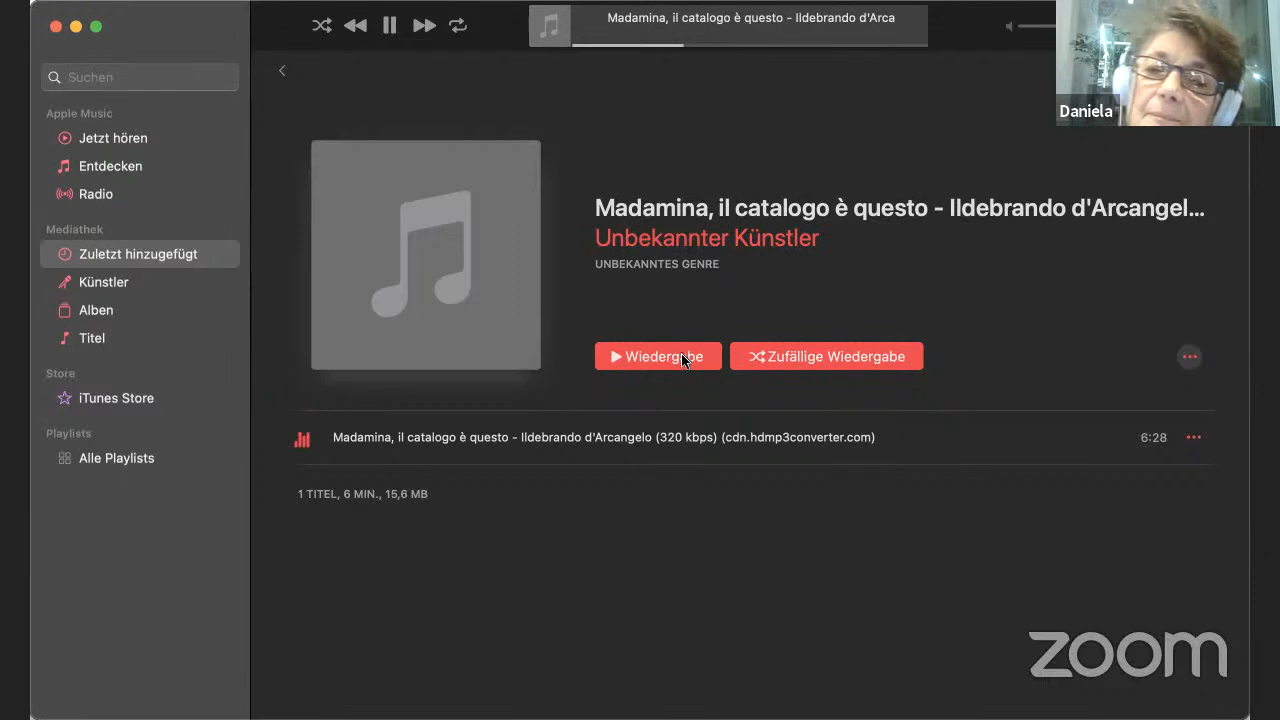 Madamina, il catalogo è questo - Ildebrando d'Arca
Suchen
Apple Music
Jetzt hören
Entdecken
Radio
Mediathek
Zuletzt hinzugefügt
Künstler
Alben
Titel
Store
iTunes Store
Playlists
Alle Playlists
Daniela
Madamina, il catalogo è questo - Ildebrando d'Arcangel...
Unbekannter Künstler
UNBEKANNTES GENRE
Wiedergabe
Zufällige Wiedergabe
Madamina, il catalogo è questo - Ildebrando d'Arcangelo (320 kbps) (cdn.hdmp3converter.com)
6:28
1 TITEL, 6 MIN., 15,6 MB
zoom